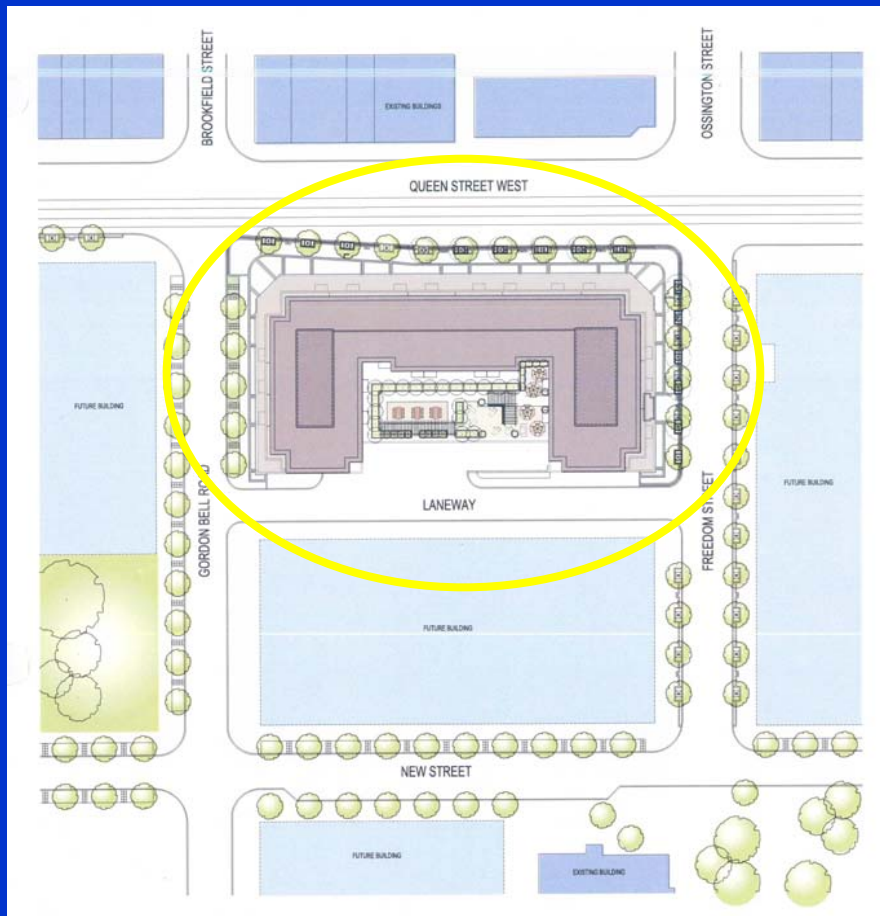 BROOKFIELD STREET
OSSINGTON STREET
EXISTING BUILDINGS
QUEEN STREET WEST
FUTURE BUILDING
FUTURE BUILDING
GORDON BELL ROAD
LANEWAY
FREEDOM STREET
FUTURE BUILDING
NEW STREET
FUTURE BUILDING
EXISTING BUILDING